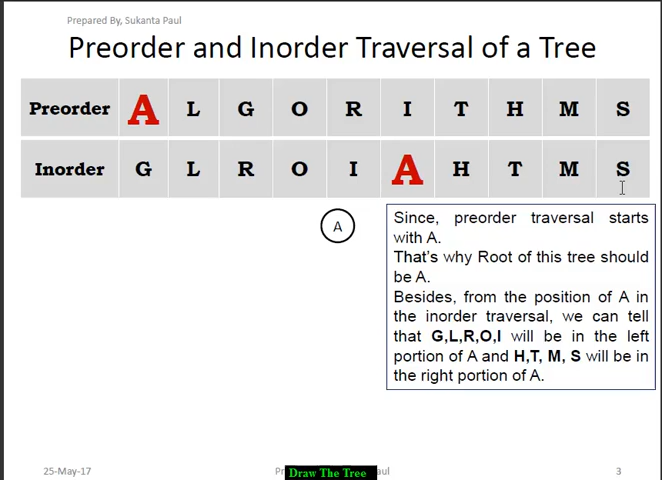 Prepared By, Sukanta Paul
Preorder and Inorder Traversal of a Tree
Preorder A L G O R I T H M S
Inorder G L R O I A H T M S
A
Since, preorder traversal starts
with A.
That's why Root of this tree should
be A.
Besides, from the position of A in
the inorder traversal, we can tell
that G,L,R,O,I will be in the left
portion of A and H,T, M, S will be in
the right portion of A.
25-May-17
Draw The Tree
3